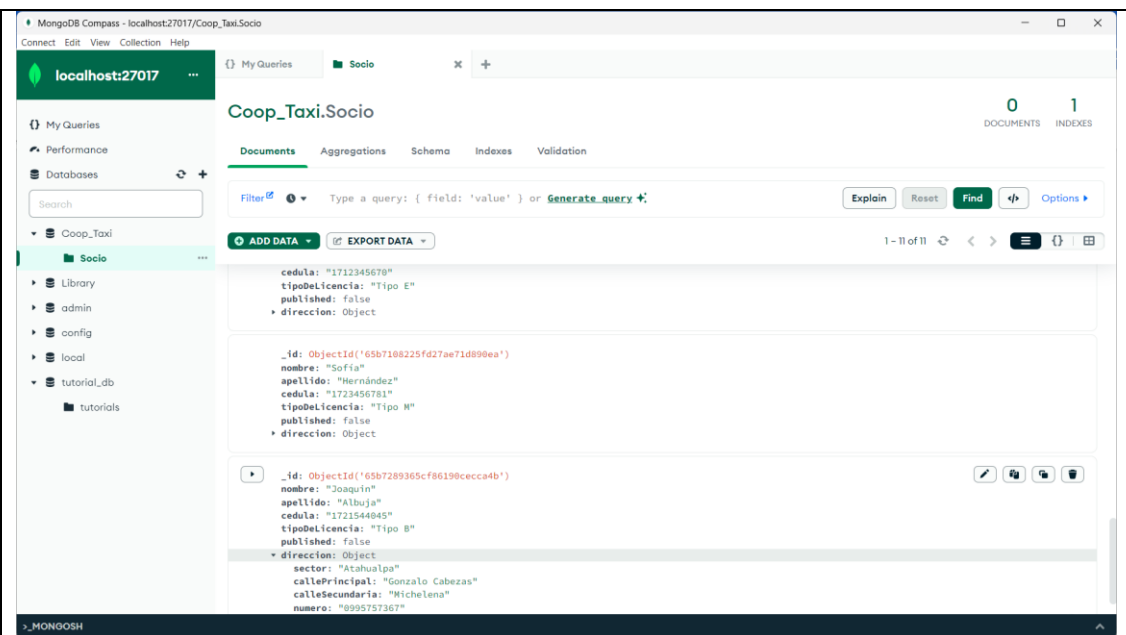 MongoDB Compass - localhost:27017/Coop_Taxi.Socio
Connect Edit View Collection Help
localhost:27017 ...
{} My Queries
Performance
Databases
Search
Coop_Taxi
Socio ...
Library
admin
config
local
tutorial_db
tutorials
{} My Queries
Socio
Coop_Taxi.Socio
0 DOCUMENTS
1 INDEXES
Documents Aggregations Schema Indexes Validation
Filter Type a query: { field: 'value' } or Generate query
Explain Reset Find </> Options
ADD DATA EXPORT DATA 1 – 11 of 11 {}
cedula: "1712345670"
tipoDeLicencia: "Tipo E"
published: false
direccion: Object
_id: ObjectId('65b7108225fd27ae71d890ea')
nombre: "Sofía"
apellido: "Hernández"
cedula: "1723456781"
tipoDeLicencia: "Tipo M"
published: false
direccion: Object
_id: ObjectId('65b7289365cf86190cecca4b')
nombre: "Joaquín"
apellido: "Albuja"
cedula: "1721544045"
tipoDeLicencia: "Tipo B"
published: false
direccion: Object
sector: "Atahualpa"
callePrincipal: "Gonzalo Cabezas"
calleSecundaria: "Michelena"
numero: "0995757367"
>_MONGOSH